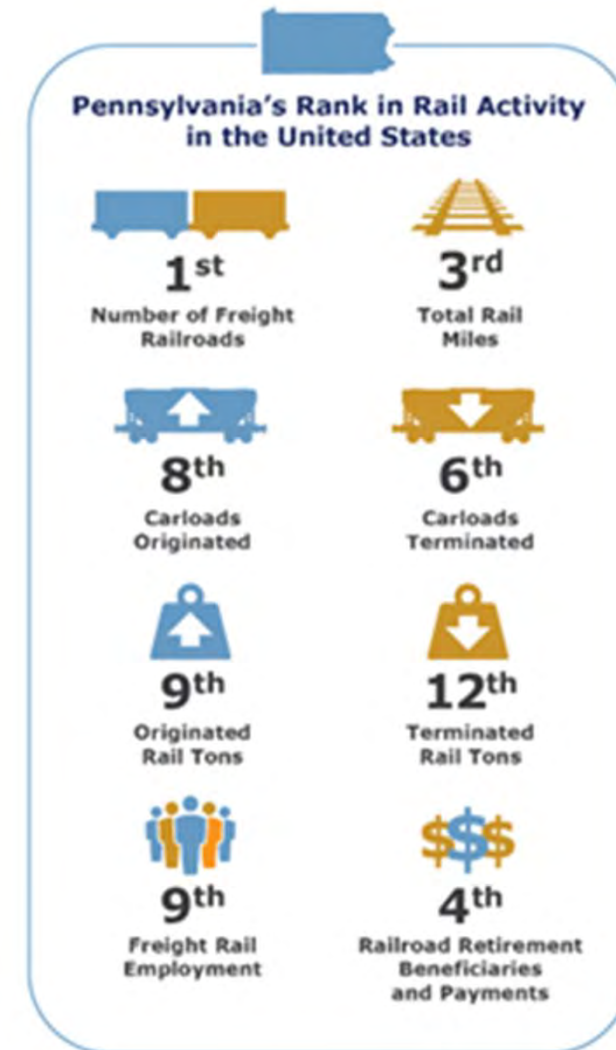 Pennsylvania's Rank in Rail Activity
in the United States
1st
Number of Freight
Railroads
3rd
Total Rail
Miles
8th
Carloads
Originated
6th
Carloads
Terminated
9th
Originated
Rail Tons
12th
Terminated
Rail Tons
9th
Freight Rail
Employment
$$$
4th
Railroad Retirement
Beneficiaries
and Payments